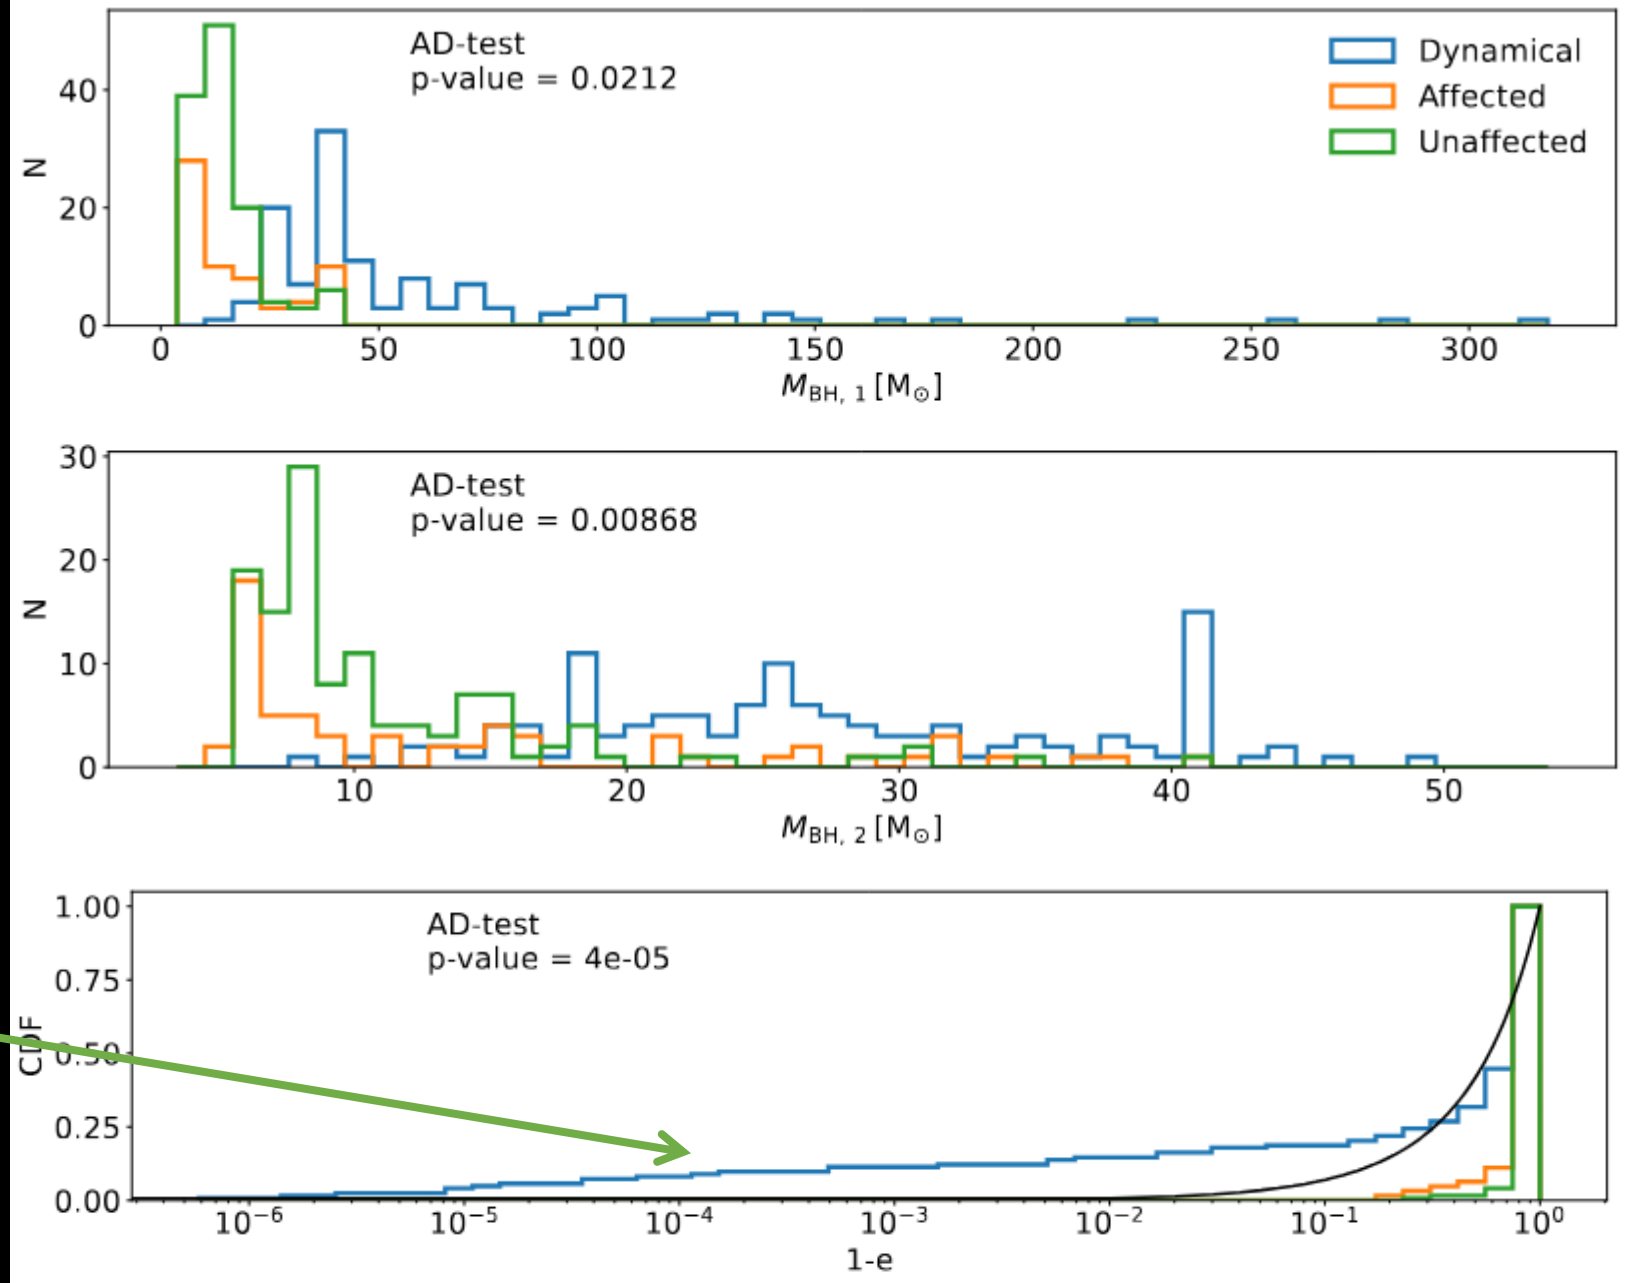 AD-test
p-value = 0.0212
Dynamical
Affected
Unaffected
N
40
20
0
0 50 100 150 200 250 300
M_BH, 1 [M_⊙]
AD-test
p-value = 0.00868
N
30
20
10
0
10 20 30 40 50
M_BH, 2 [M_⊙]
AD-test
p-value = 4e-05
CDF
1.00
0.75
0.50
0.25
0.00
10⁻⁶ 10⁻⁵ 10⁻⁴ 10⁻³ 10⁻² 10⁻¹ 10⁰
1-e